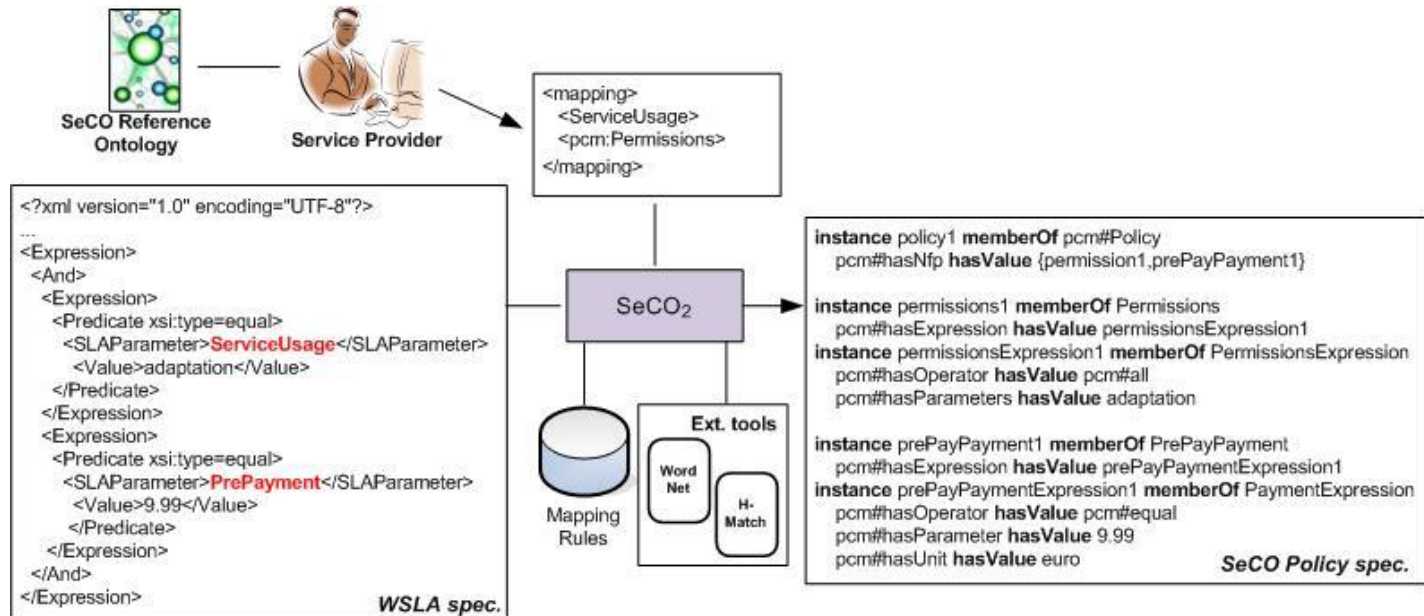 SeCO Reference
Ontology
Service Provider
<mapping>
<ServiceUsage>
<pcm:Permissions>
</mapping>
<?xml version="1.0" encoding="UTF-8"?>
...
<Expression>
<And>
<Expression>
<Predicate xsi:type=equal>
<SLAParameter>ServiceUsage</SLAParameter>
<Value>adaptation</Value>
</Predicate>
</Expression>
<Expression>
<Predicate xsi:type=equal>
<SLAParameter>PrePayment</SLAParameter>
<Value>9.99</Value>
</Predicate>
</Expression>
</And>
</Expression>
WSLA spec.
SeCO₂
Mapping
Rules
Ext. tools
Word
Net
H-
Match
instance policy1 memberOf pcm#Policy
pcm#hasNfp hasValue {permission1,prePayPayment1}
instance permissions1 memberOf Permissions
pcm#hasExpression hasValue permissionsExpression1
instance permissionsExpression1 memberOf PermissionsExpression
pcm#hasOperator hasValue pcm#all
pcm#hasParameters hasValue adaptation
instance prePayPayment1 memberOf PrePayPayment
pcm#hasExpression hasValue prePayPaymentExpression1
instance prePayPaymentExpression1 memberOf PaymentExpression
pcm#hasOperator hasValue pcm#equal
pcm#hasParameter hasValue 9.99
pcm#hasUnit hasValue euro
SeCO Policy spec.